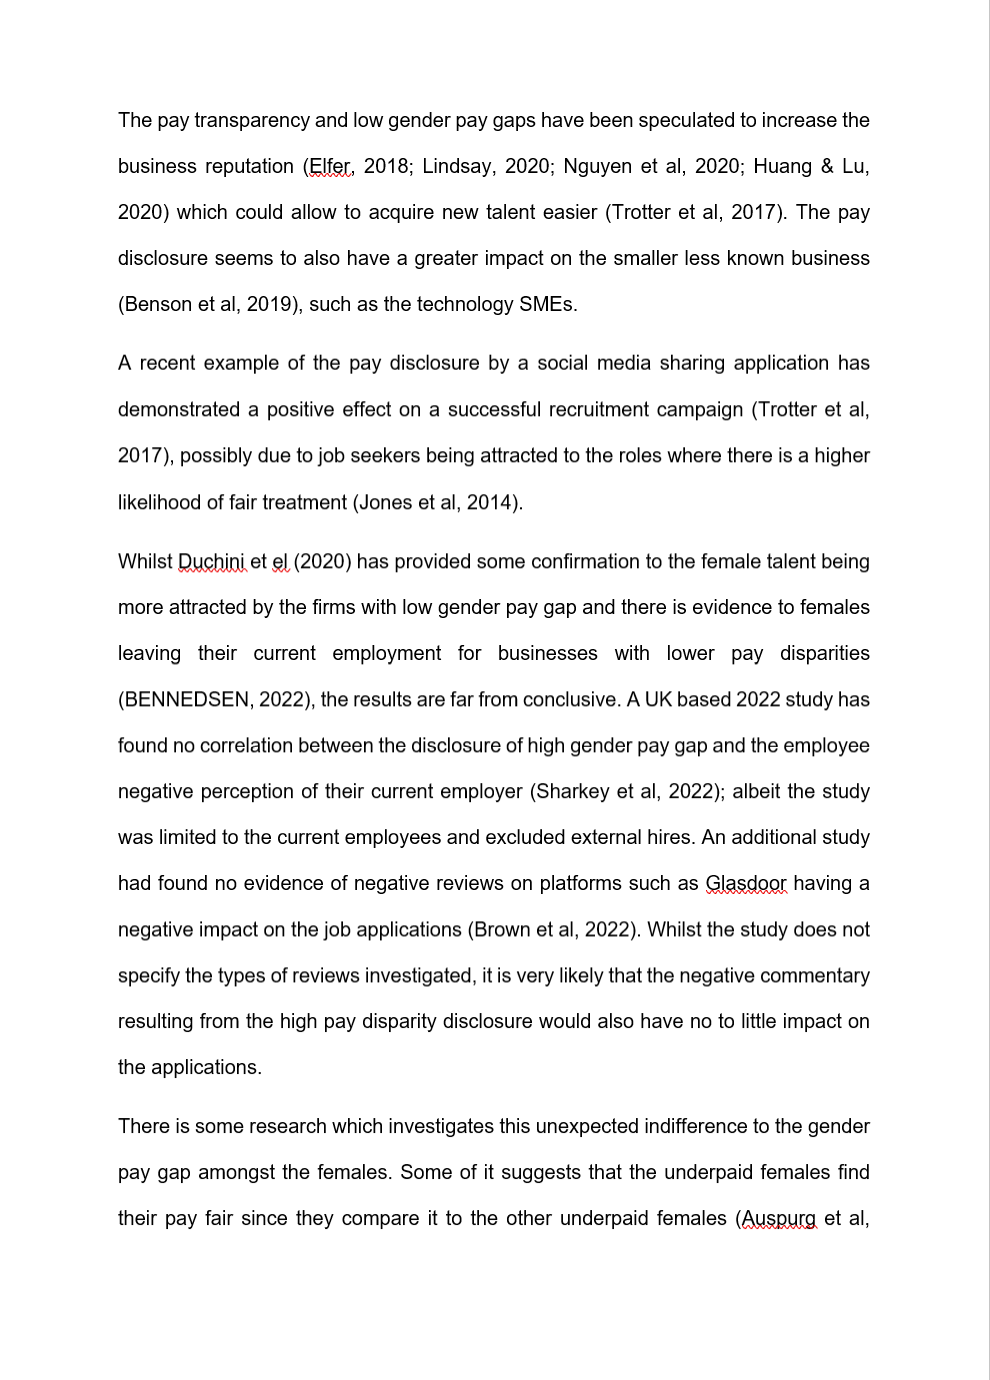 The pay transparency and low gender pay gaps have been speculated to increase the
business reputation (Elfer, 2018; Lindsay, 2020; Nguyen et al, 2020; Huang & Lu,
2020) which could allow to acquire new talent easier (Trotter et al, 2017). The pay
disclosure seems to also have a greater impact on the smaller less known business
(Benson et al, 2019), such as the technology SMEs.
A recent example of the pay disclosure by a social media sharing application has
demonstrated a positive effect on a successful recruitment campaign (Trotter et al,
2017), possibly due to job seekers being attracted to the roles where there is a higher
likelihood of fair treatment (Jones et al, 2014).
Whilst Duchini et el (2020) has provided some confirmation to the female talent being
more attracted by the firms with low gender pay gap and there is evidence to females
leaving their current employment for businesses with lower pay disparities
(BENNEDSEN, 2022), the results are far from conclusive. A UK based 2022 study has
found no correlation between the disclosure of high gender pay gap and the employee
negative perception of their current employer (Sharkey et al, 2022); albeit the study
was limited to the current employees and excluded external hires. An additional study
had found no evidence of negative reviews on platforms such as Glasdoor having a
negative impact on the job applications (Brown et al, 2022). Whilst the study does not
specify the types of reviews investigated, it is very likely that the negative commentary
resulting from the high pay disparity disclosure would also have no to little impact on
the applications.
There is some research which investigates this unexpected indifference to the gender
pay gap amongst the females. Some of it suggests that the underpaid females find
their pay fair since they compare it to the other underpaid females (Auspurg et al,